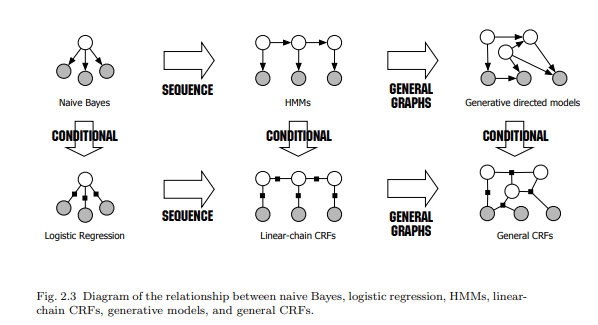 Naive Bayes
SEQUENCE
HMMs
GENERAL
GRAPHS
Generative directed models
CONDITIONAL
CONDITIONAL
CONDITIONAL
Logistic Regression
SEQUENCE
Linear-chain CRFs
GENERAL
GRAPHS
General CRFs
Fig. 2.3 Diagram of the relationship between naive Bayes, logistic regression, HMMs, linear-
chain CRFs, generative models, and general CRFs.